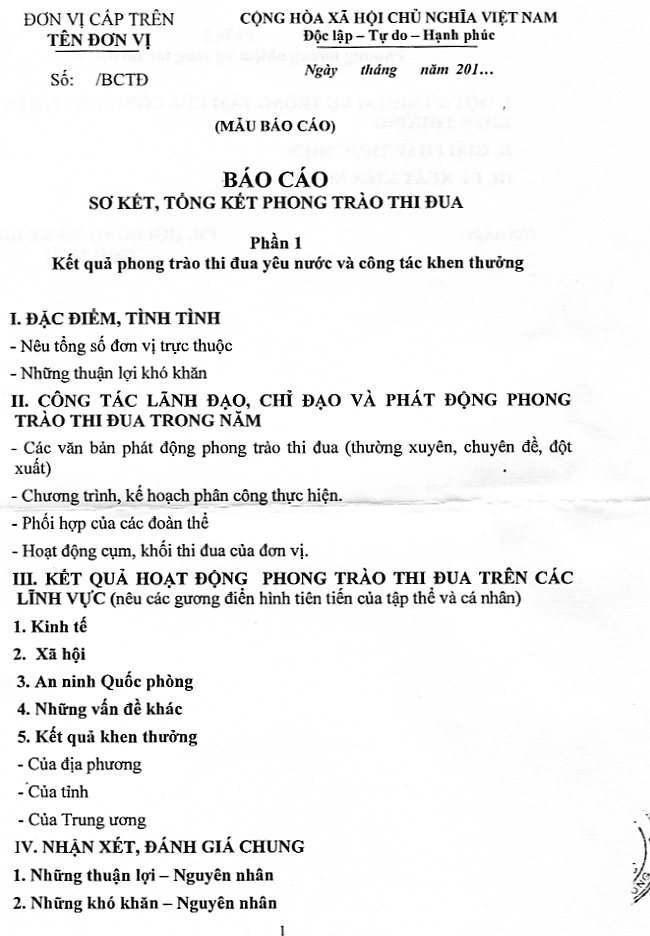 ĐƠN VỊ CẤP TRÊN
TÊN ĐƠN VỊ
Số: /BCTĐ
CỘNG HÒA XÃ HỘI CHỦ NGHĨA VIỆT NAM
Độc lập – Tự do – Hạnh phúc
Ngày tháng năm 201…
(MẪU BÁO CÁO)
BÁO CÁO
SƠ KẾT, TỔNG KẾT PHONG TRÀO THI ĐUA
Phần 1
Kết quả phong trào thi đua yêu nước và công tác khen thưởng
I. ĐẶC ĐIỂM, TÌNH TÌNH
- Nêu tổng số đơn vị trực thuộc
- Những thuận lợi khó khăn
II. CÔNG TÁC LÃNH ĐẠO, CHỈ ĐẠO VÀ PHÁT ĐỘNG PHONG
TRÀO THI ĐUA TRONG NĂM
- Các văn bản phát động phong trào thi đua (thường xuyên, chuyên đề, đột
xuất)
- Chương trình, kế hoạch phân công thực hiện.
- Phối hợp của các đoàn thể
- Hoạt động cụm, khối thi đua của đơn vị.
III. KẾT QUẢ HOẠT ĐỘNG PHONG TRÀO THI ĐUA TRÊN CÁC
LĨNH VỰC (nêu các gương điển hình tiên tiến của tập thể và cá nhân)
1. Kinh tế
2. Xã hội
3. An ninh Quốc phòng
4. Những vấn đề khác
5. Kết quả khen thưởng
- Của địa phương
- Của tỉnh
- Của Trung ương
IV. NHẬN XÉT, ĐÁNH GIÁ CHUNG
1. Những thuận lợi – Nguyên nhân
2. Những khó khăn – Nguyên nhân
1